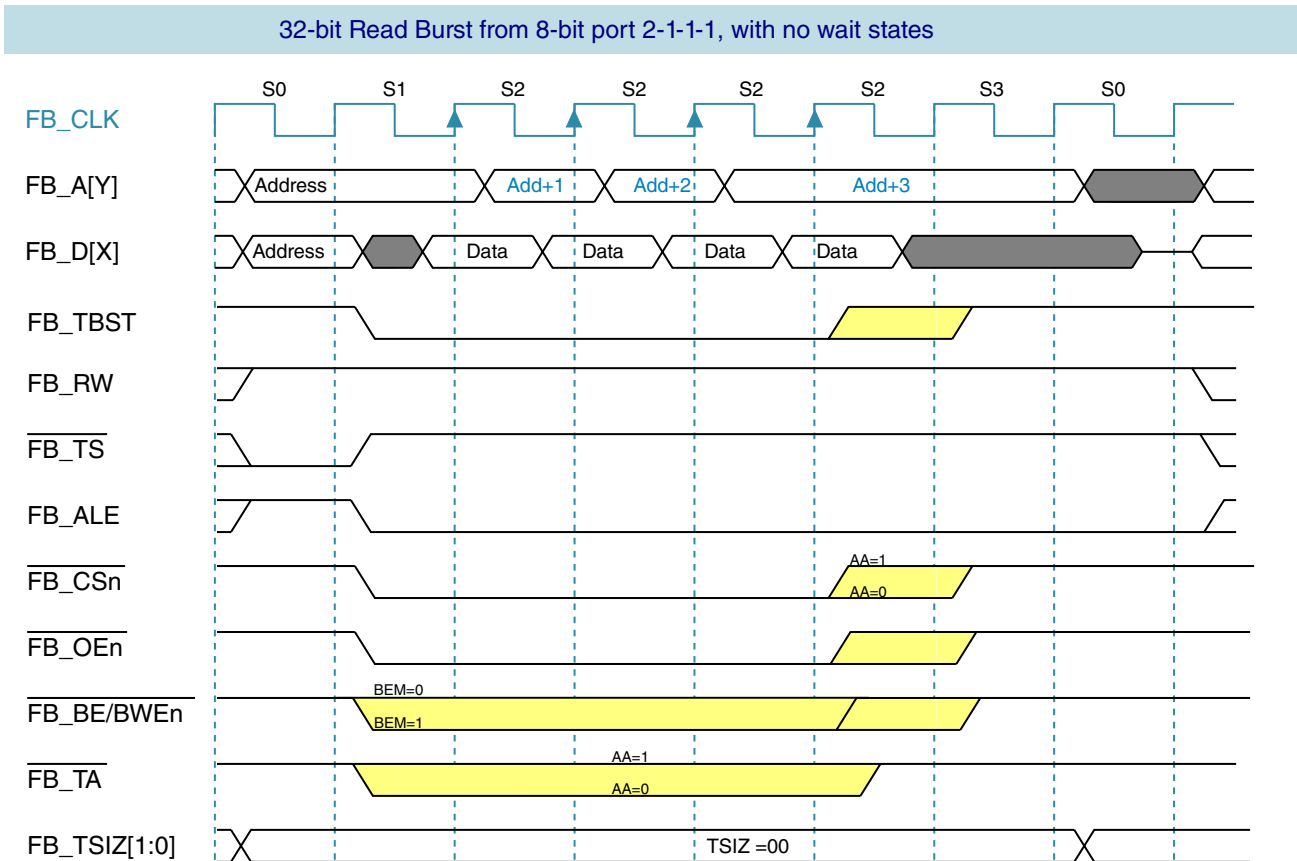 32-bit Read Burst from 8-bit port 2-1-1-1, with no wait states
S0 S1 S2 S2 S2 S2 S3 S0
FB_CLK
FB_A[Y] Address Add+1 Add+2 Add+3
FB_D[X] Address Data Data Data Data
FB_TBST
FB_RW
FB_TS
FB_ALE
AA=1
FB_CSn
AA=0
FB_OEn
BEM=0
FB_BE/BWEn
BEM=1
AA=1
FB_TA
AA=0
FB_TSIZ[1:0] TSIZ =00